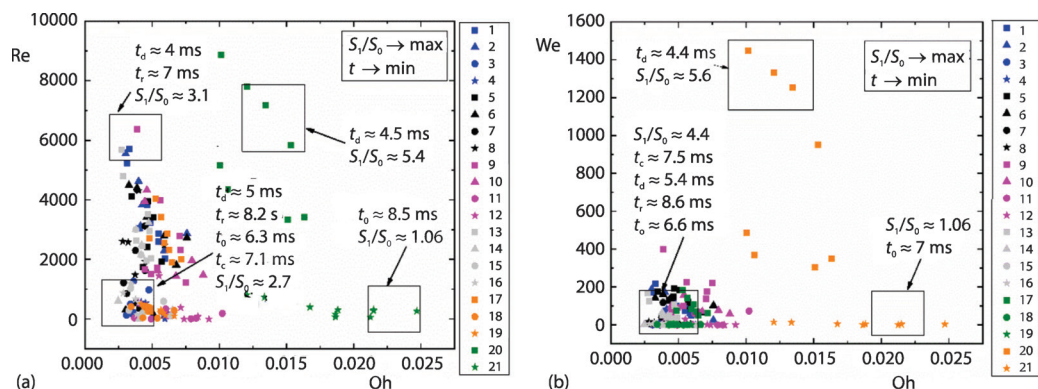 (a)
Re
10000
8000
6000
4000
2000
0
0.000
0.005
0.010
0.015
0.020
0.025
Oh
t_d ≈ 4 ms
t_r ≈ 7 ms
S_1/S_0 ≈ 3.1
S_1/S_0 → max
t → min
t_d ≈ 4.5 ms
S_1/S_0 ≈ 5.4
t_d ≈ 5 ms
t_r ≈ 8.2 s
t_0 ≈ 6.3 ms
t_c ≈ 7.1 ms
S_1/S_0 ≈ 2.7
t_0 ≈ 8.5 ms
S_1/S_0 ≈ 1.06
1
2
3
4
5
6
7
8
9
10
11
12
13
14
15
16
17
18
19
20
21
(b)
We
1600
1400
1200
1000
800
600
400
200
0
0.000
0.005
0.010
0.015
0.020
0.025
Oh
t_d ≈ 4.4 ms
S_1/S_0 ≈ 5.6
S_1/S_0 → max
t → min
S_1/S_0 ≈ 4.4
t_c ≈ 7.5 ms
t_d ≈ 5.4 ms
t_r ≈ 8.6 ms
t_o ≈ 6.6 ms
S_1/S_0 ≈ 1.06
t_0 ≈ 7 ms
1
2
3
4
5
6
7
8
9
10
11
12
13
14
15
16
17
18
19
20
21